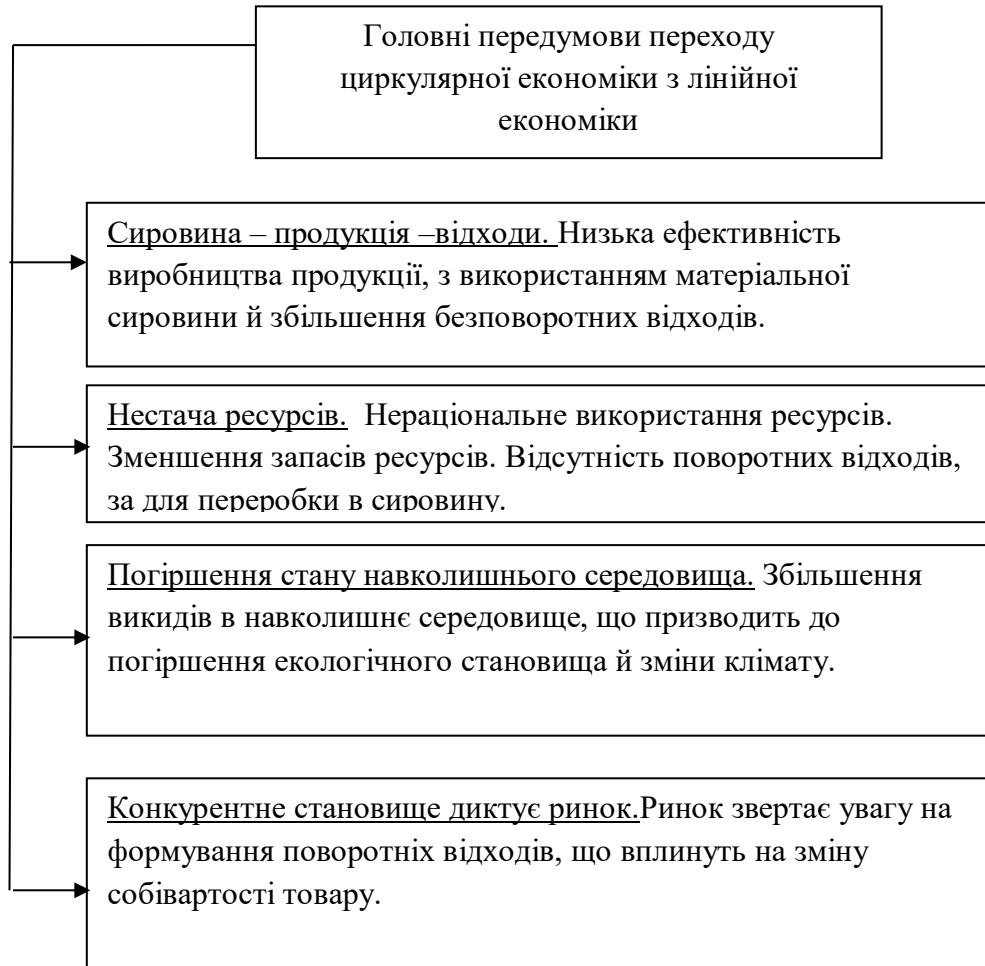 Головні передумови переходу
циркулярної економіки з лінійної
економіки
Сировина – продукція –відходи. Низька ефективність
виробництва продукції, з використанням матеріальної
сировини й збільшення безповоротних відходів.
Нестача ресурсів.  Нераціональне використання ресурсів.
Зменшення запасів ресурсів. Відсутність поворотних відходів,
за для переробки в сировину.
Погіршення стану навколишнього середовища. Збільшення
викидів в навколишнє середовище, що призводить до
погіршення екологічного становища й зміни клімату.
Конкурентне становище диктує ринок.Ринок звертає увагу на
формування поворотніх відходів, що вплинуть на зміну
собівартості товару.